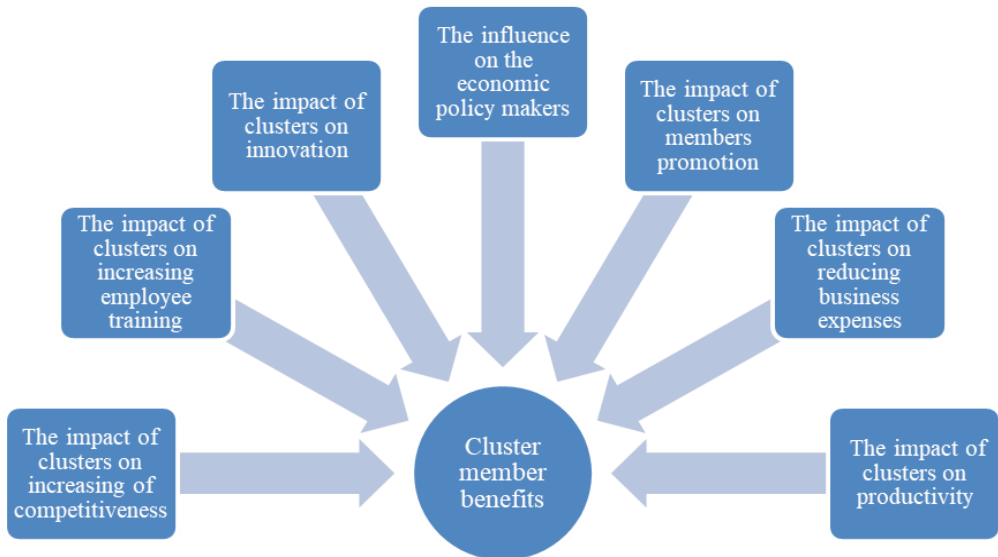 The influence
on the
economic
policy makers
The impact of
clusters on
innovation
The impact of
clusters on
members
promotion
The impact of
clusters on
increasing
employee
training
The impact of
clusters on
reducing
business
expenses
The impact of
clusters on
increasing of
competitiveness
Cluster
member
benefits
The impact of
clusters on
productivity